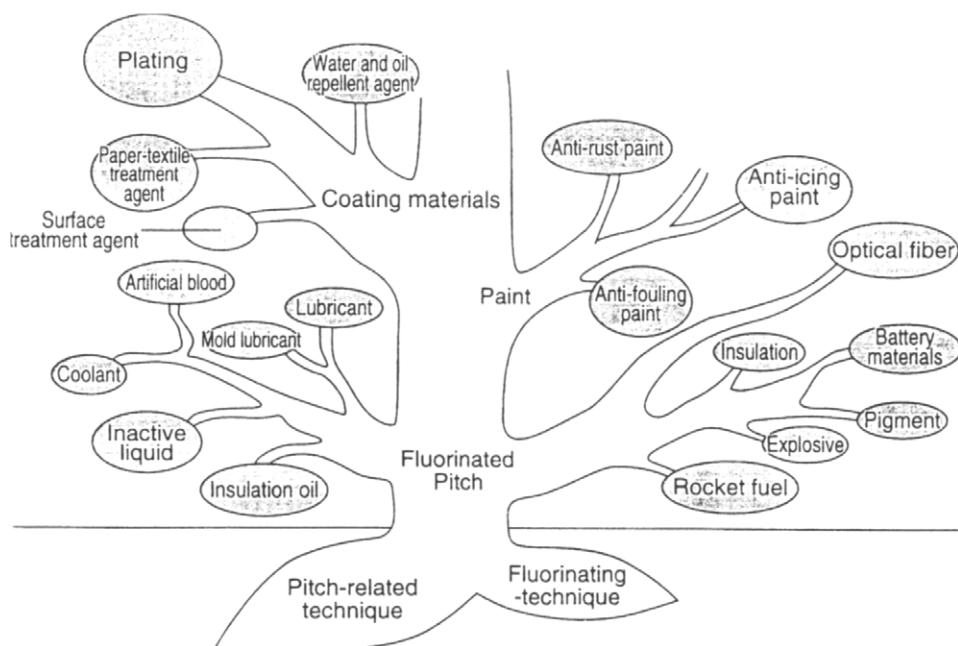 Plating
Water and oil
repellent agent
Paper-textile
treatment
agent
Coating materials
Surface
treatment agent
Anti-rust paint
Anti-icing
paint
Optical fiber
Paint
Anti-fouling
paint
Artificial blood
Lubricant
Mold lubricant
Coolant
Insulation
Battery
materials
Inactive
liquid
Pigment
Explosive
Fluorinated
Pitch
Insulation oil
Rocket fuel
Pitch-related
technique
Fluorinating
-technique